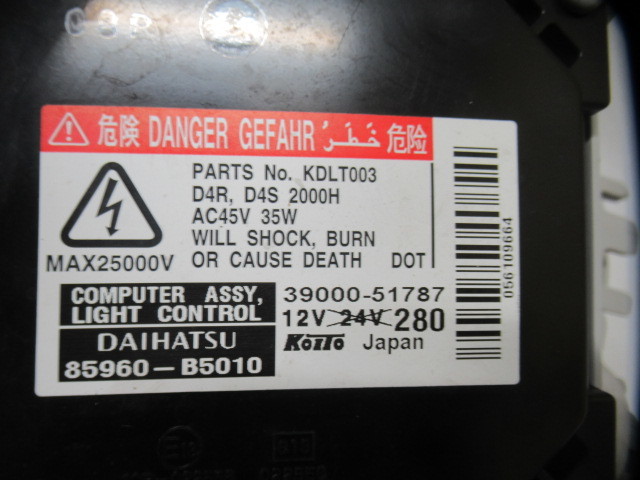 危険 DANGER GEFAHR خَطَرْ 危险
PARTS No. KDLT003
D4R, D4S 2000H
AC45V 35W
WILL SHOCK, BURN
OR CAUSE DEATH DOT
MAX25000V
056109664
COMPUTER ASSY,
LIGHT CONTROL
DAIHATSU
85960-B5010
39000-51787
12V 24V 280
KOITO Japan